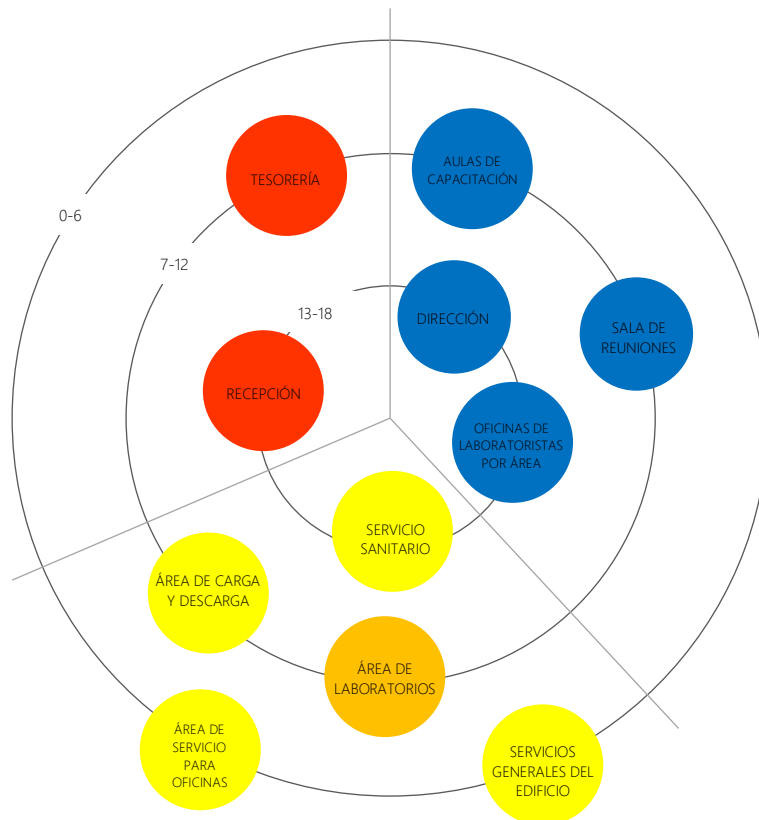 AULAS DE
CAPACITACIÓN
TESORERÍA
0-6
7-12
13-18
DIRECCIÓN
SALA DE
REUNIONES
RECEPCIÓN
OFICINAS DE
LABORATORISTAS
POR ÁREA
SERVICIO
SANITARIO
ÁREA DE CARGA
Y DESCARGA
ÁREA DE
LABORATORIOS
ÁREA DE
SERVICIO
PARA
OFICINAS
SERVICIOS
GENERALES DEL
EDIFICIO